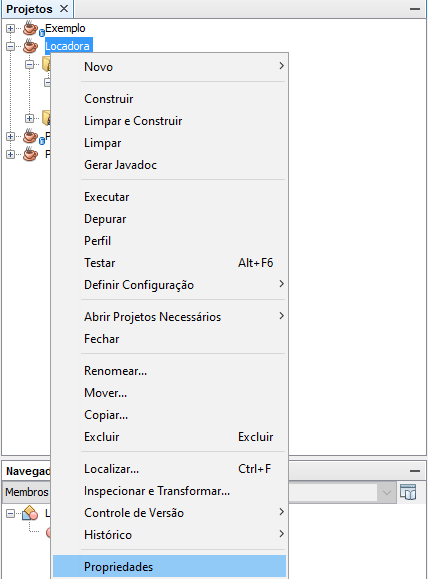 Projetos
Exemplo
Locadora
Novo
Construir
Limpar e Construir
Limpar
Gerar Javadoc
Executar
Depurar
Perfil
Testar Alt+F6
Definir Configuração
Abrir Projetos Necessários
Fechar
Renomear...
Mover...
Copiar...
Excluir Excluir
Localizar... Ctrl+F
Inspecionar e Transformar...
Controle de Versão
Histórico
Propriedades
P
P
Navegad
Membros
L